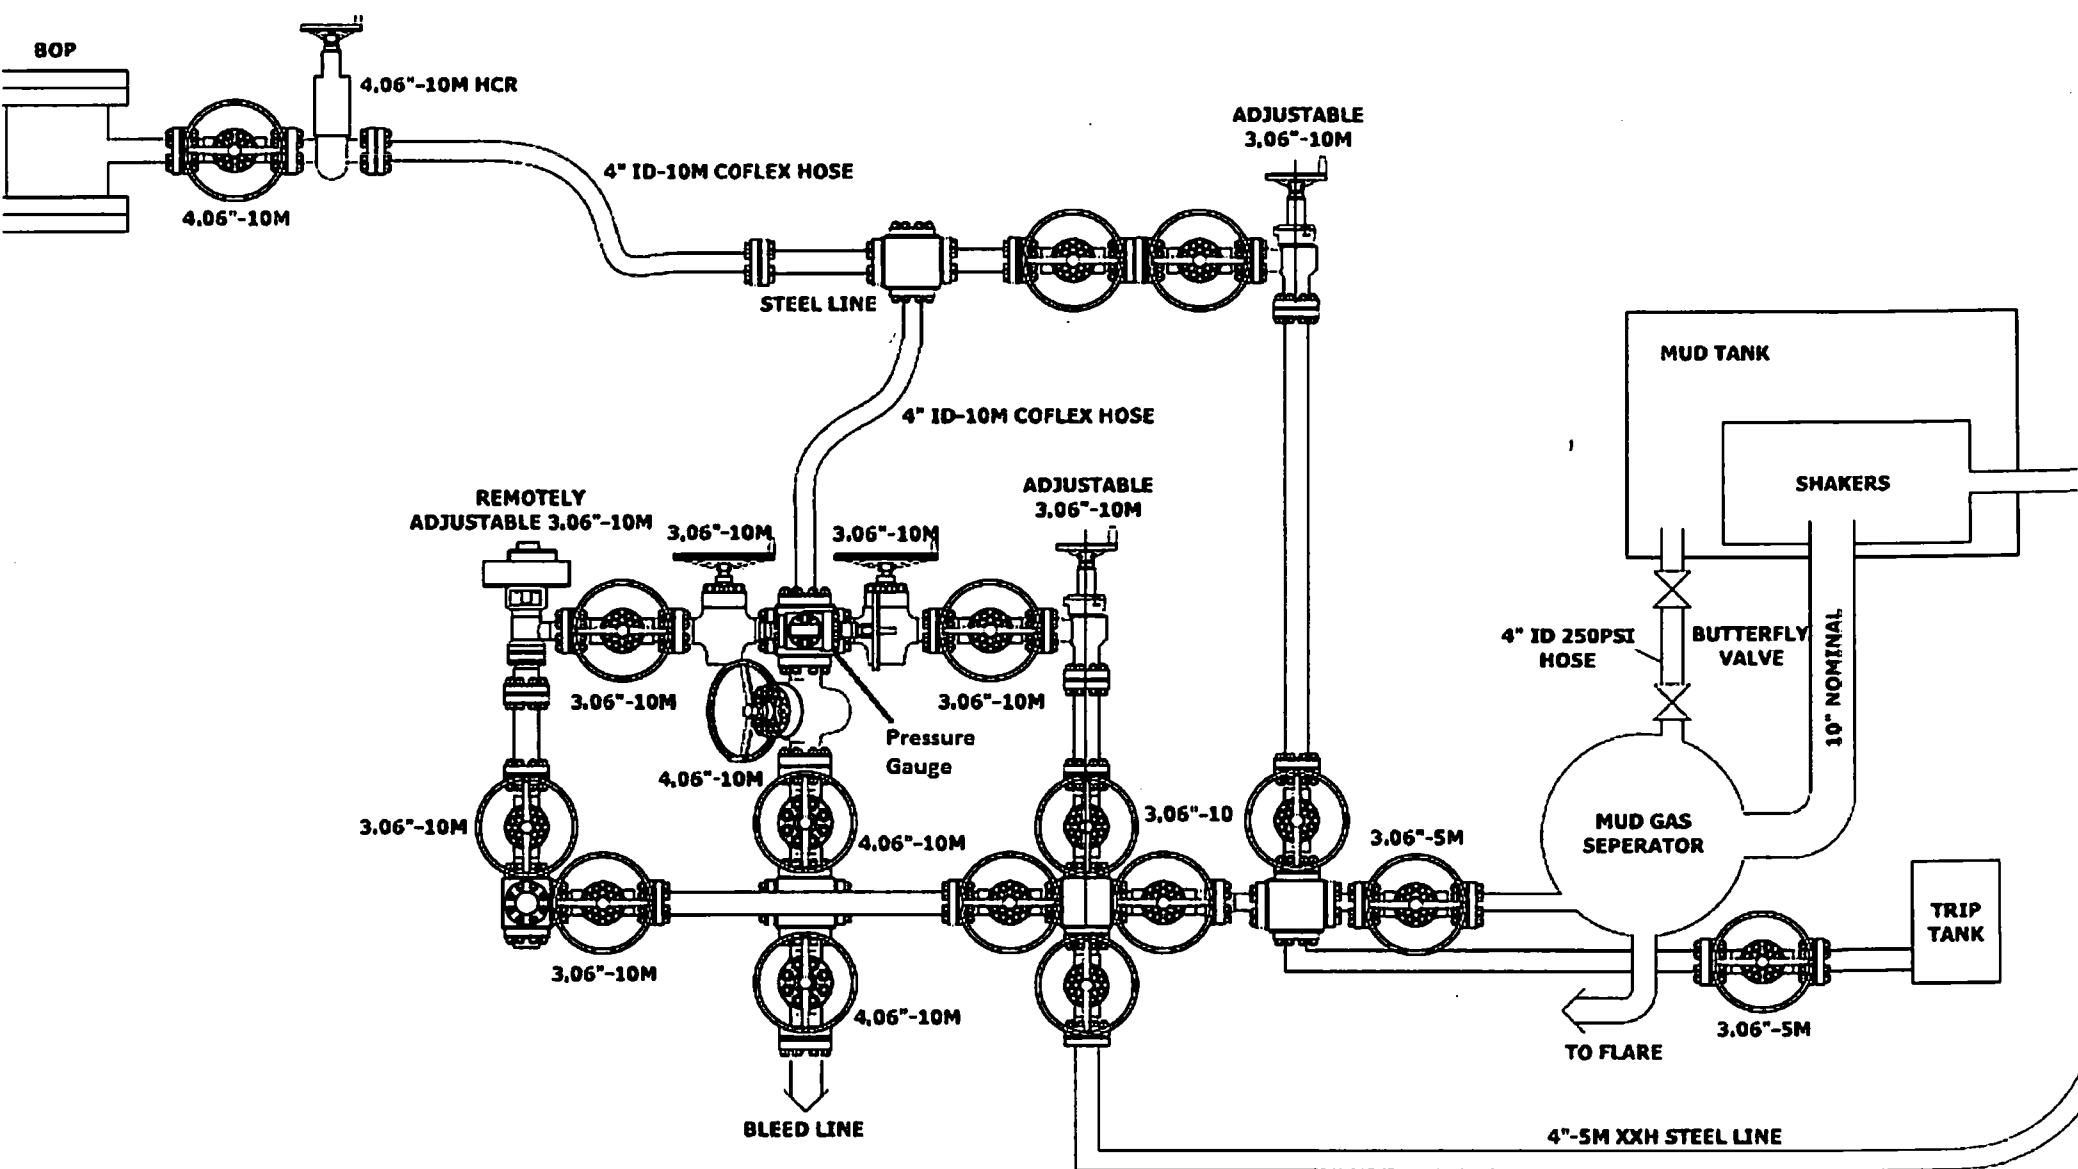 BOP
4.06"-10M HCR
4.06"-10M
4" ID-10M COFLEX HOSE
ADJUSTABLE
3.06"-10M
STEEL LINE
4" ID-10M COFLEX HOSE
MUD TANK
SHAKERS
REMOTELY
ADJUSTABLE 3.06"-10M
3.06"-10M
3.06"-10M
ADJUSTABLE
3.06"-10M
3.06"-10M
3.06"-10M
4" ID 250PSI
HOSE
BUTTERFLY
VALVE
10" NOMINAL
Pressure
Gauge
4.06"-10M
3.06"-10M
4.06"-10M
3.06"-10
3.06"-5M
MUD GAS
SEPERATOR
TRIP
TANK
3.06"-10M
4.06"-10M
3.06"-5M
TO FLARE
BLEED LINE
4"-5M XXH STEEL LINE